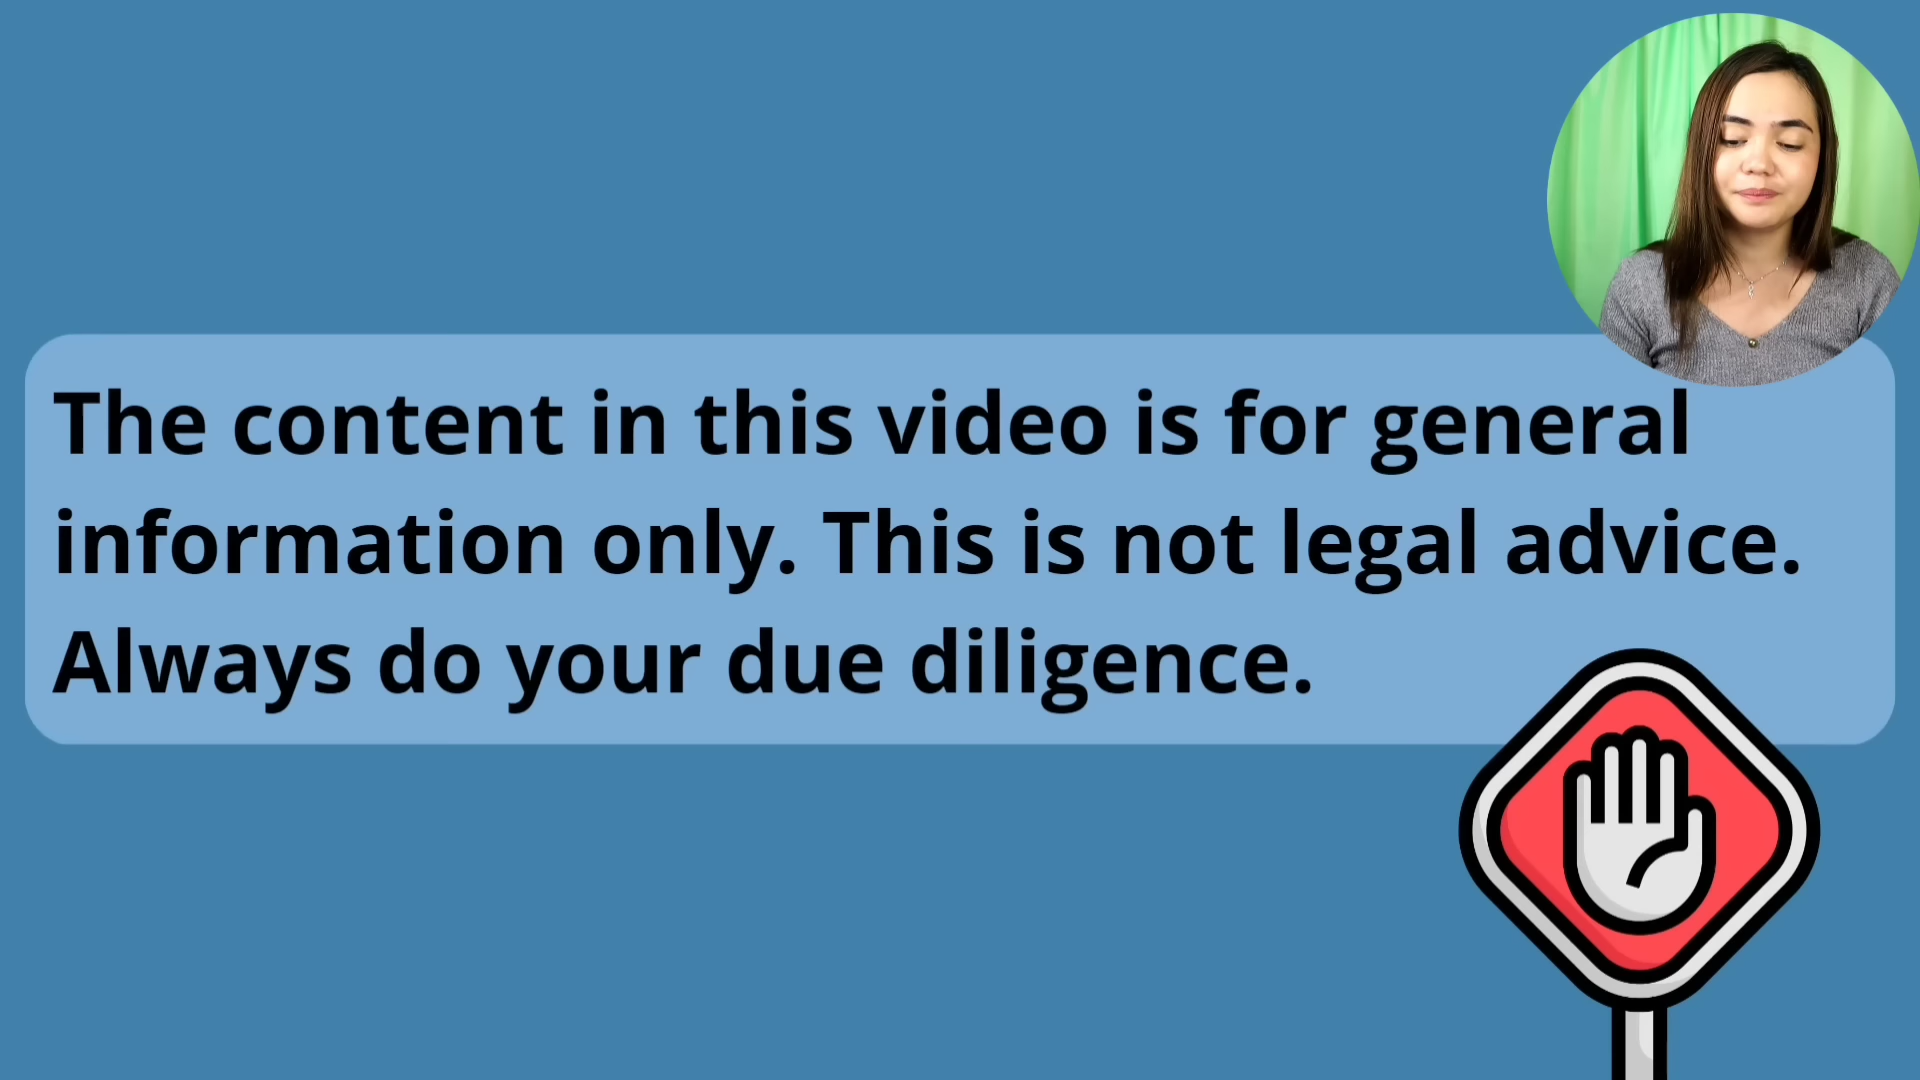 The content in this video is for general
information only. This is not legal advice.
Always do your due diligence.